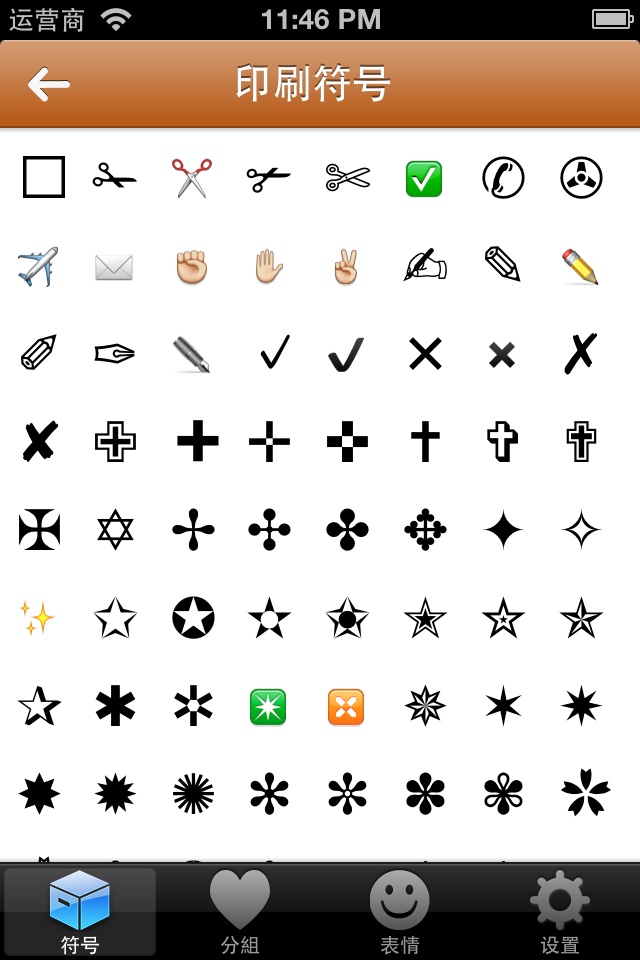 运营商 11:46 PM
印刷符号
□ ✁ ✂ ✃ ✄ ✅ ✆ ✇
✈ ✉ ✊ ✋ ✌ ✍ ✎ ✏
✐ ✑ ✒ ✓ ✔ ✕ ✖ ✗
✘ ✙ ✚ ✛ ✜ ✝ ✞ ✟
✠ ✡ ✢ ✣ ✤ ✥ ✦ ✧
✨ ✩ ✪ ✫ ✬ ✭ ✮ ✯
✰ ✱ ✲ ✳ ✴ ✵ ✶ ✷
✸ ✹ ✺ ✻ ✼ ✽ ✾ ✿
符号 分組 表情 设置